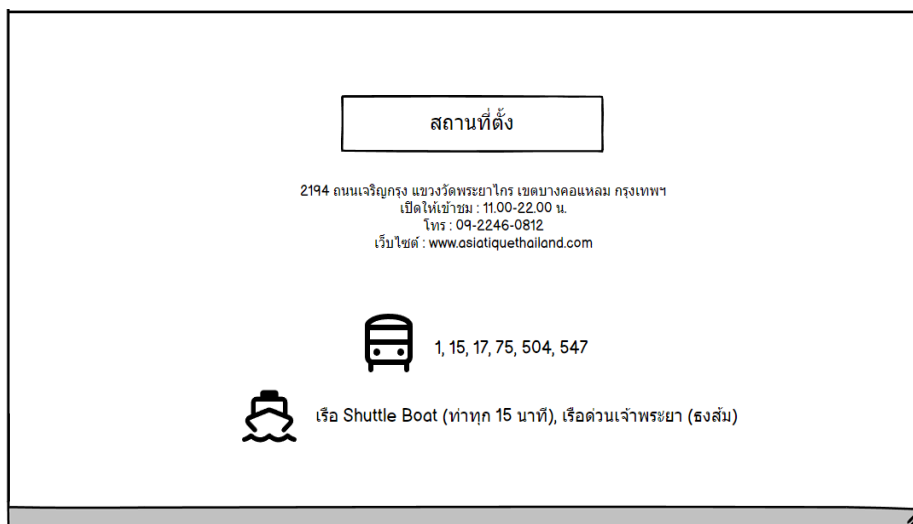 สถานที่ตั้ง
2194 ถนนเจริญกรุง แขวงวัดพระยาไกร เขตบางคอแหลม กรุงเทพฯ
เปิดให้เข้าชม : 11.00-22.00 น.
โทร : 09-2246-0812
เว็บไซต์ : www.asiatiquethailand.com
1, 15, 17, 75, 504, 547
เรือ Shuttle Boat (ท่าทุก 15 นาที), เรือด่วนเจ้าพระยา (ธงส้ม)